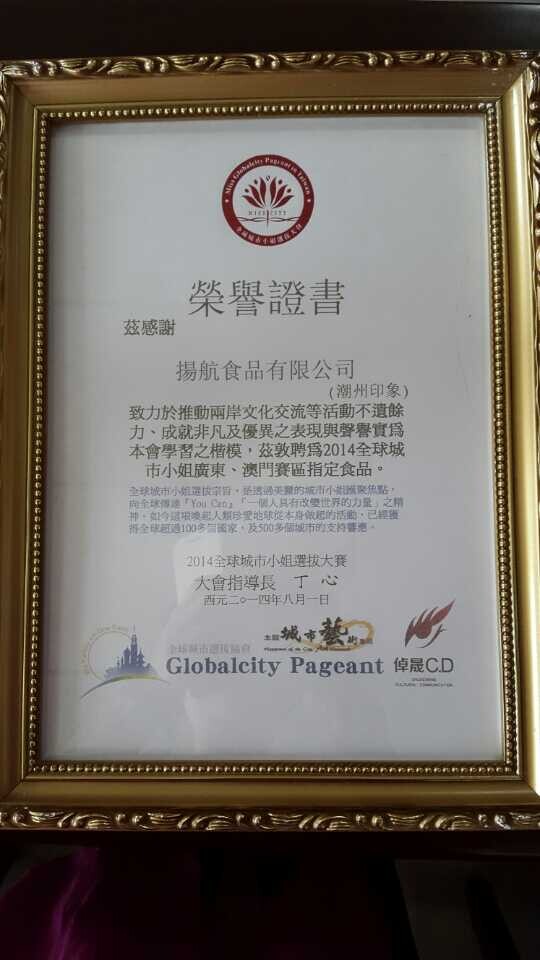 Miss Globalcity Pageant in Taiwan
MISS CITY
全球城市小姐選拔大會
榮譽證書
茲感謝
揚航食品有限公司
(潮州印象)
致力於推動兩岸文化交流等活動不遺餘
力、成就非凡及優異之表現與聲譽實爲
本會學習之楷模，茲敦聘爲2014全球城
市小姐廣東、澳門賽區指定食品。
全球城市小姐選拔宗旨，是透過美麗的城市小姐匯聚焦點，
向全球傳達『You Can』「一個人具有改變世界的力量」之精
神。如今這項喚起人類珍愛地球從本身做起的活動，已經獲
得全球超過100多個國家、及500多個城市的支持響應。
2014全球城市小姐選拔大賽
大會指導長 丁心
西元二○一四年八月一日
全球城市選拔協會
Globalcity Pageant
城市藝術
倬晟C.D
CULTURAL COMMUNICATION